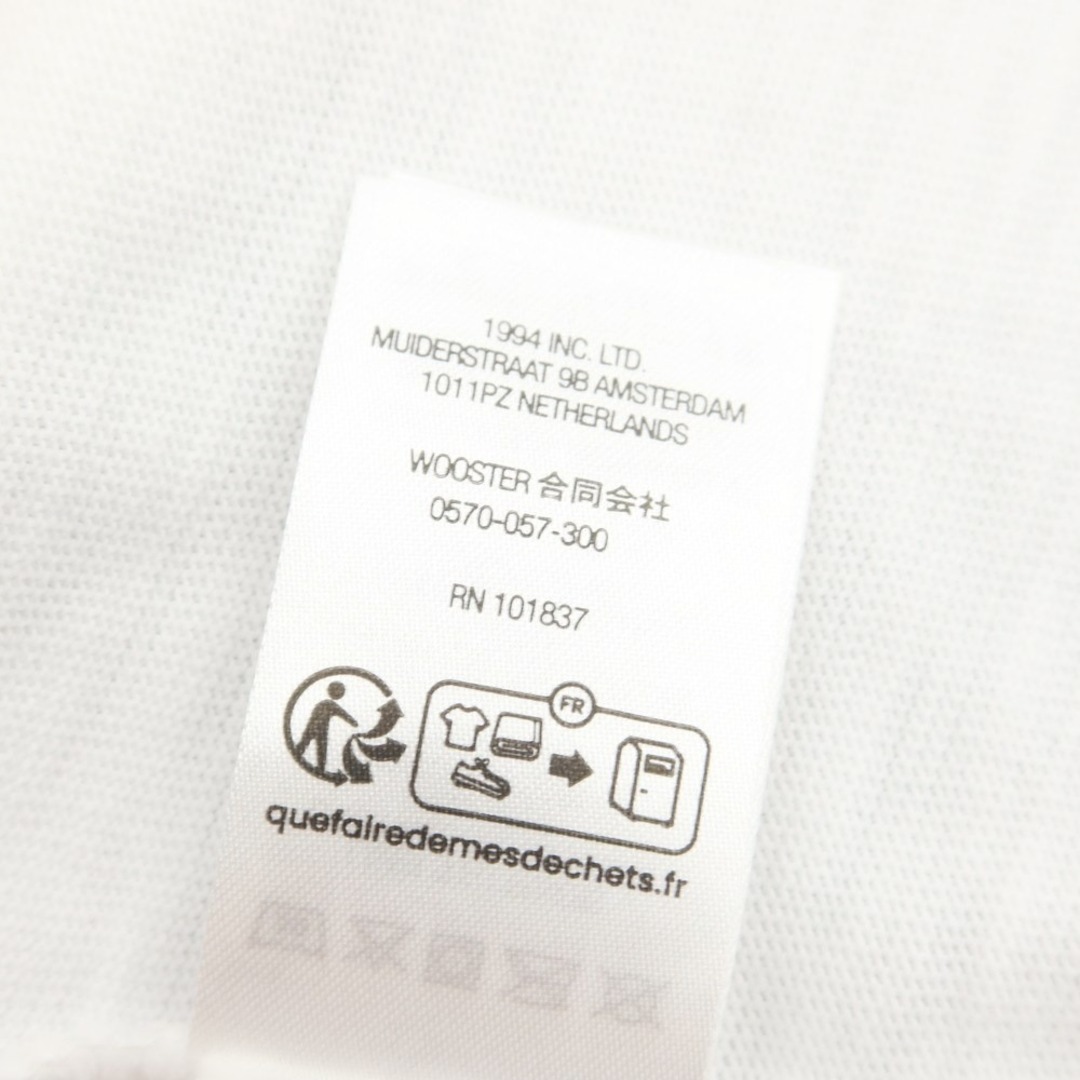 1994 INC. LTD.
MUIDERSTRAAT 9B AMSTERDAM
1011PZ NETHERLANDS
WOOSTER 合同会社
0570-057-300
RN 101837
FR
quefairedemesdechets.fr